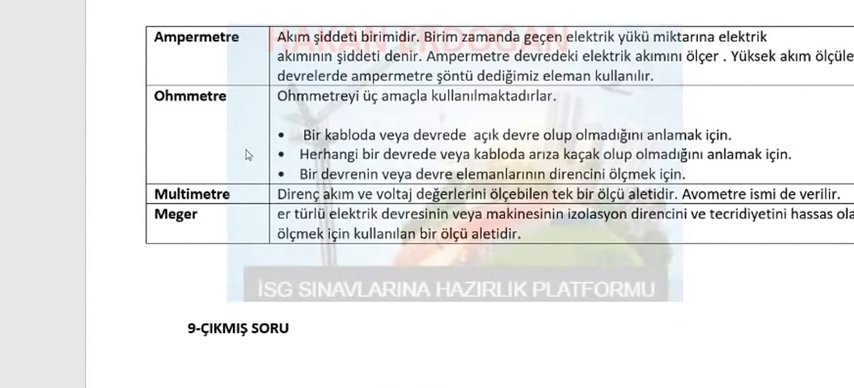 HAKAN ERDOĞAN
Ampermetre Akım şiddeti birimidir. Birim zamanda geçen elektrik yükü miktarına elektrik
akımının şiddeti denir. Ampermetre devredeki elektrik akımını ölçer . Yüksek akım ölçüle
devrelerde ampermetre şöntü dediğimiz eleman kullanılır.
Ohmmetre Ohmmetreyi üç amaçla kullanılmaktadırlar.
• Bir kabloda veya devrede açık devre olup olmadığını anlamak için.
• Herhangi bir devrede veya kabloda arıza kaçak olup olmadığını anlamak için.
• Bir devrenin veya devre elemanlarının direncini ölçmek için.
Multimetre Direnç akım ve voltaj değerlerini ölçebilen tek bir ölçü aletidir. Avometre ismi de verilir.
Meger er türlü elektrik devresinin veya makinesinin izolasyon direncini ve tecridiyetini hassas ola
ölçmek için kullanılan bir ölçü aletidir.
İSG SINAVLARINA HAZIRLIK PLATFORMU
9-ÇIKMIŞ SORU